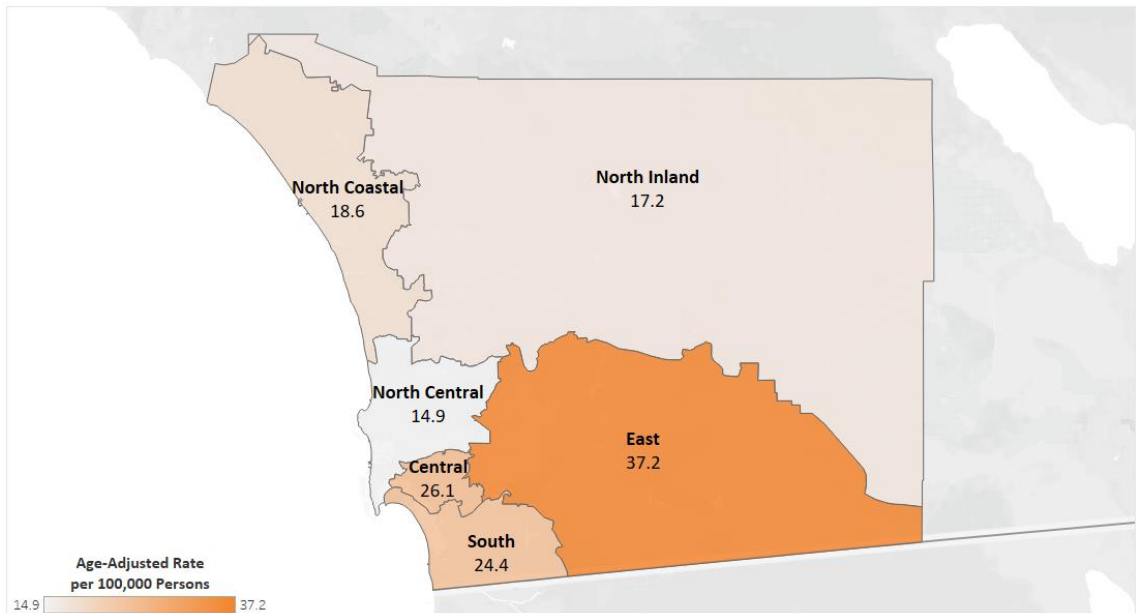 North Inland
17.2
North Coastal
18.6
North Central
14.9
East
37.2
Central
26.1
South
24.4
Age-Adjusted Rate
per 100,000 Persons
14.9 37.2